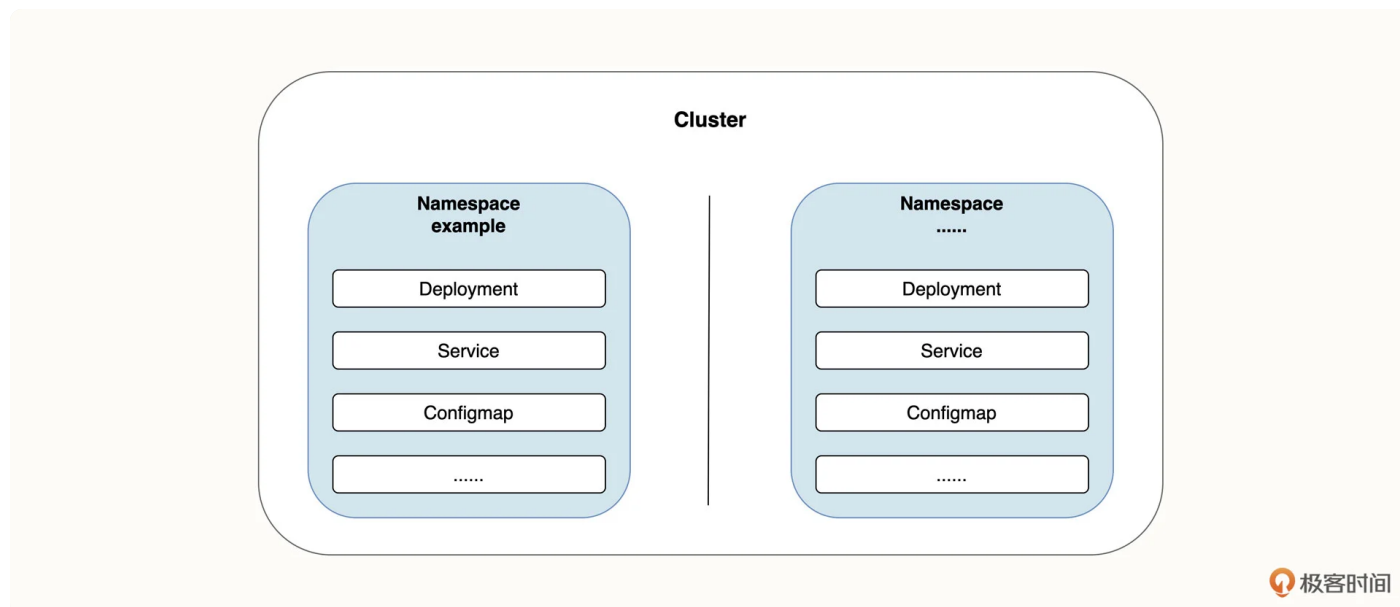 Cluster
Namespace
example
Deployment
Service
Configmap
......
Namespace
......
Deployment
Service
Configmap
......
极客时间